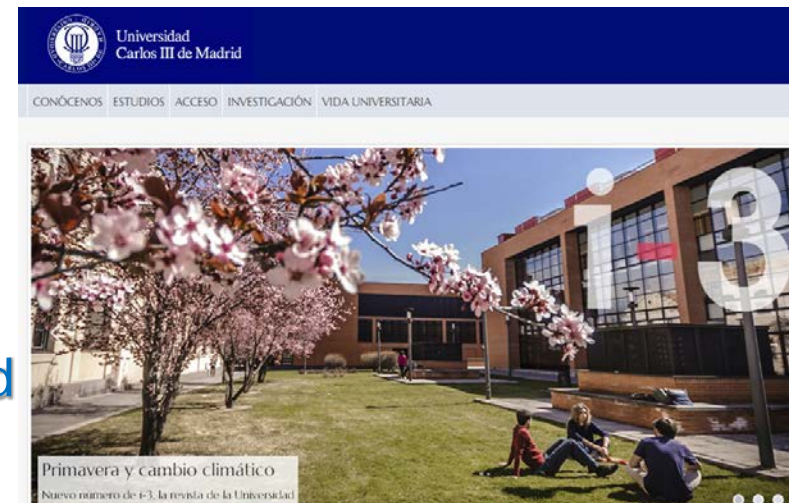 Universidad
Carlos III de Madrid
CONÓCENOS ESTUDIOS ACCESO INVESTIGACIÓN VIDA UNIVERSITARIA
i-3
d
Primavera y cambio climático
Nuevo número de i-3, la revista de la Universidad